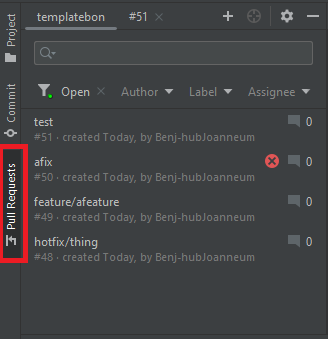 templatebon
#51
Project
Commit
Pull Requests
Open
Author
Label
Assignee
test
0
#51 - created Today, by Benj-hubJoanneum
afix
0
#50 - created Today, by Benj-hubJoanneum
feature/afeature
0
#49 - created Today, by Benj-hubJoanneum
hotfix/thing
0
#48 - created Today, by Benj-hubJoanneum